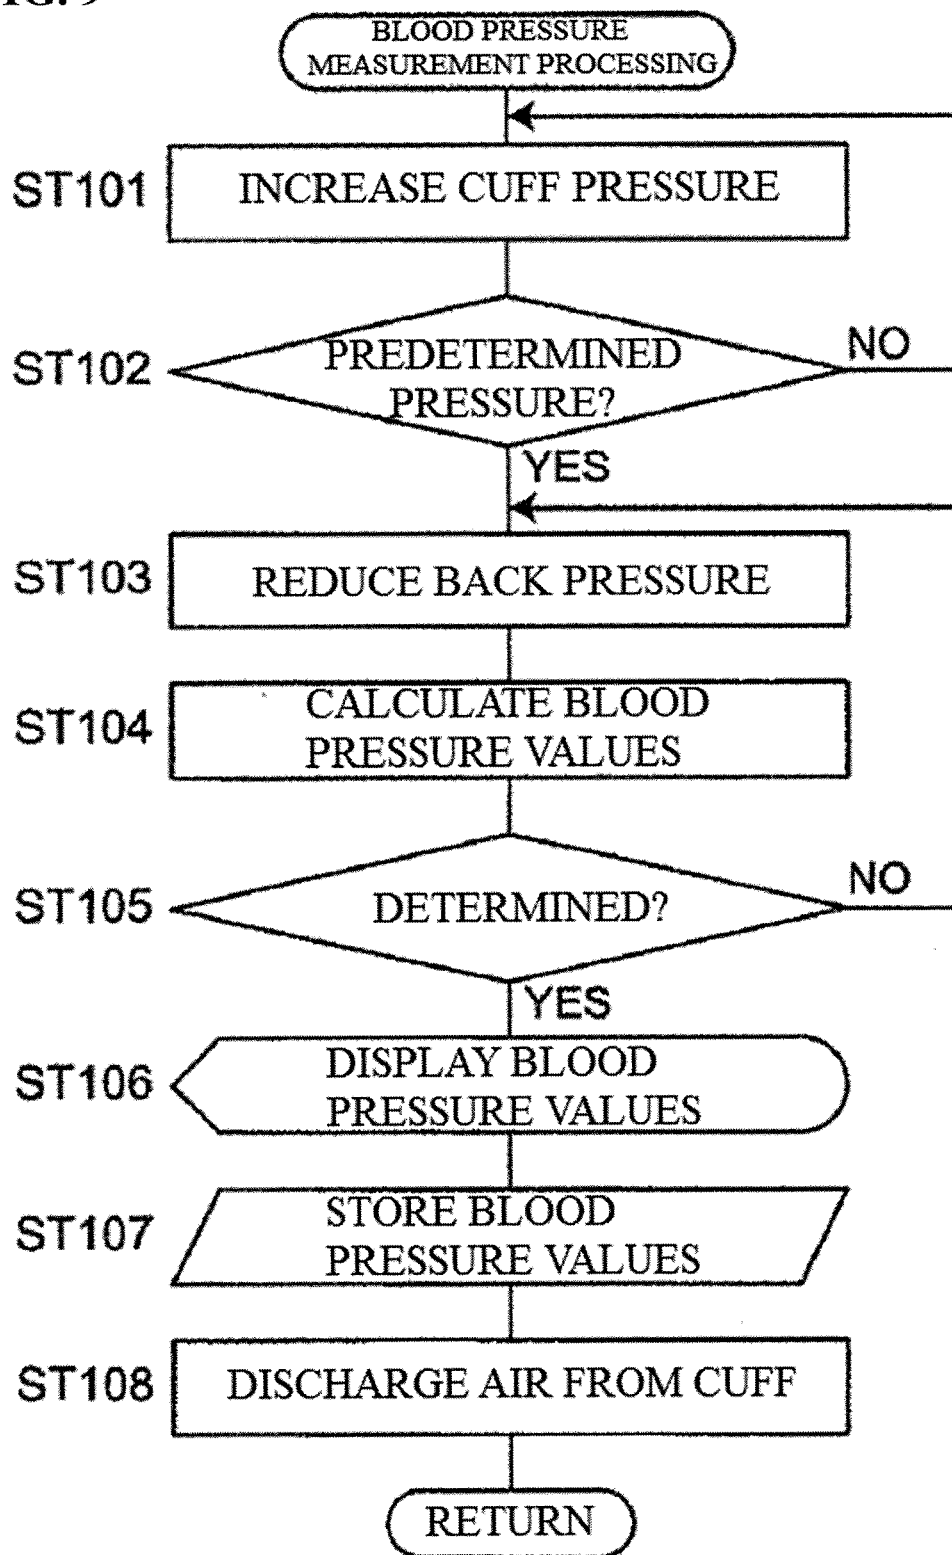 FIG. 9
BLOOD PRESSURE
MEASUREMENT PROCESSING
ST101
INCREASE CUFF PRESSURE
ST102
PREDETERMINED
PRESSURE?
NO
YES
ST103
REDUCE BACK PRESSURE
ST104
CALCULATE BLOOD
PRESSURE VALUES
ST105
DETERMINED?
NO
YES
ST106
DISPLAY BLOOD
PRESSURE VALUES
ST107
STORE BLOOD
PRESSURE VALUES
ST108
DISCHARGE AIR FROM CUFF
RETURN